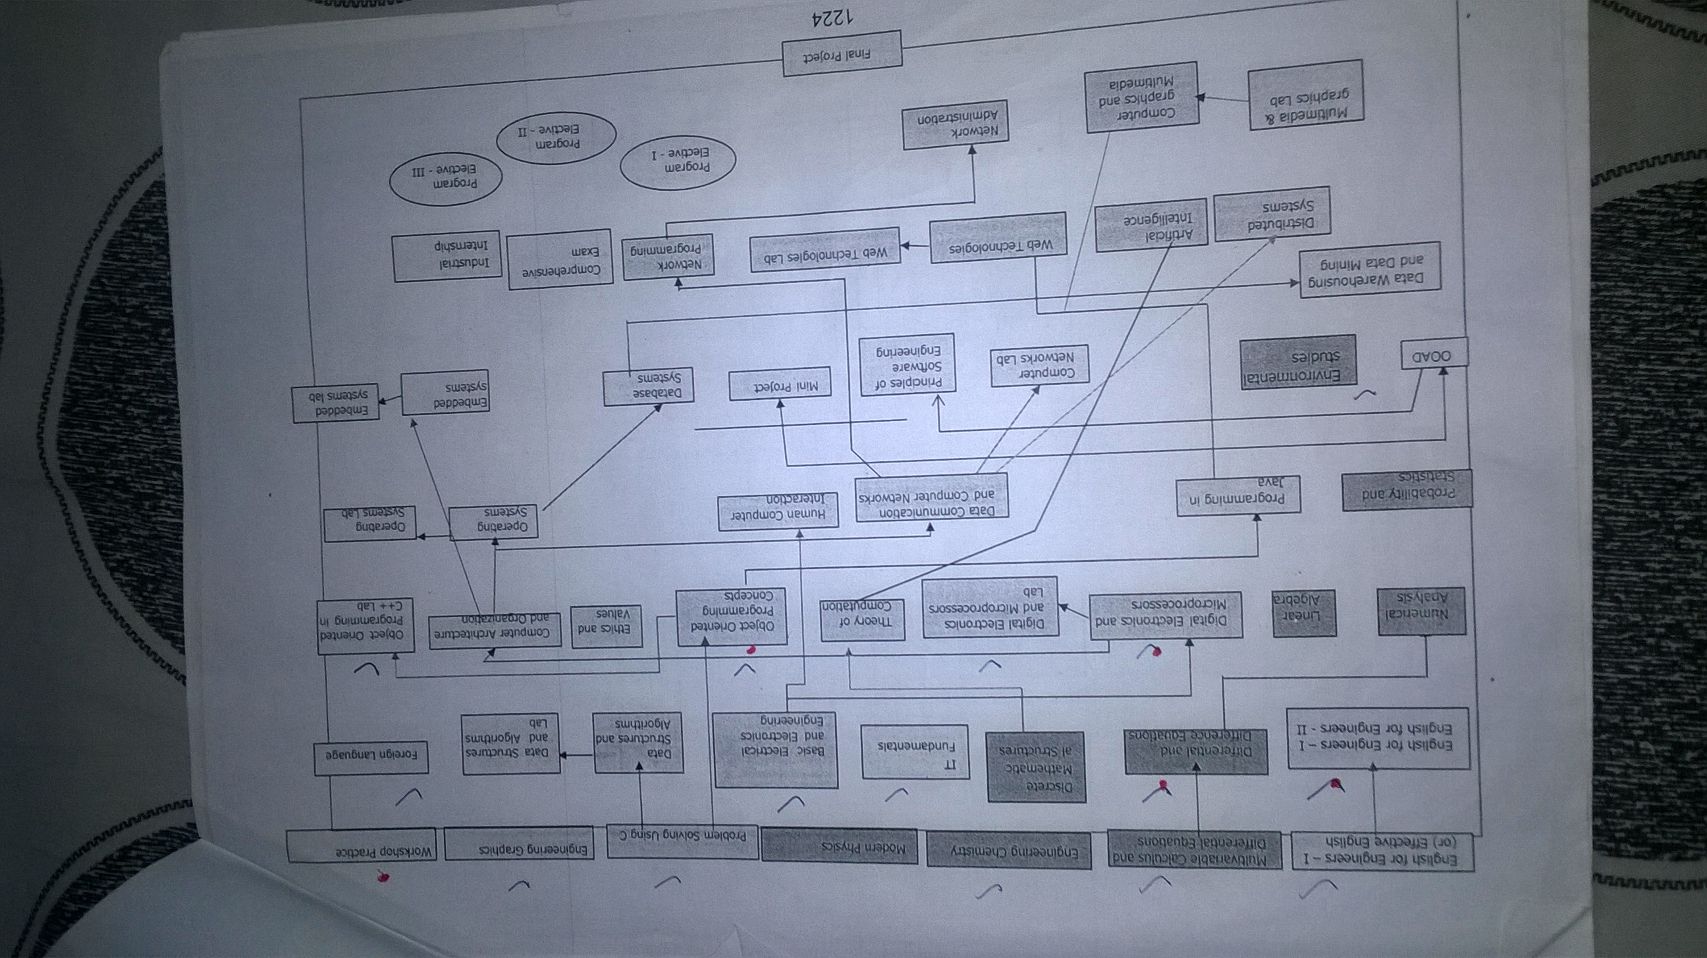 English for Engineers – I
(or) Effective English
Multivariable Calculus and
Differential Equations
Engineering Chemistry
Modern Physics
Problem Solving Using C
Engineering Graphics
Workshop Practice
English for Engineers – I
English for Engineers - II
Differential and
Difference Equations
Discrete
Mathematic
al Structures
IT
Fundamentals
Basic Electrical
and Electronics
Engineering
Data
Structures and
Algorithms
Data Structures
and Algorithms
Lab
Foreign Language
Numerical
Analysis
Linear
Algebra
Digital Electronics and
Microprocessors
Digital Electronics
and Microprocessors
Lab
Theory of
Computation
Object Oriented
Programming
Concepts
Ethics and
Values
Computer Architecture
and Organization
Object Oriented
Programming in
C++ Lab
Probability and
Statistics
Programming in
Java
Data Communication
and Computer Networks
Human Computer
Interaction
Operating
Systems
Operating
Systems Lab
OOAD
Environmental
studies
Computer
Networks Lab
Principles of
Software
Engineering
Mini Project
Database
Systems
Embedded
systems
Embedded
systems lab
Data Warehousing
and Data Mining
Distributed
Systems
Artificial
Intelligence
Web Technologies
Web Technologies Lab
Network
Programming
Comprehensive
Exam
Industrial
Internship
Program
Elective - I
Program
Elective - II
Program
Elective - III
Multimedia &
graphics Lab
Computer
graphics and
Multimedia
Network
Administration
Final Project
1224